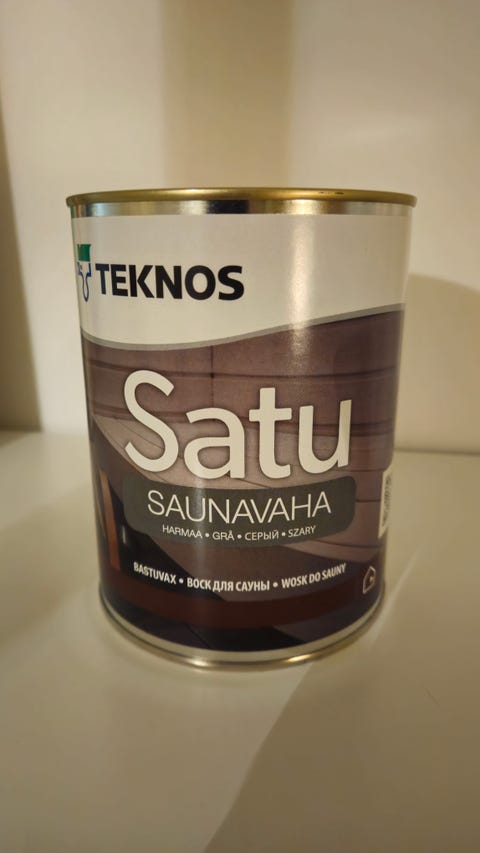 TEKNOS
Satu
SAUNAVAHA
HARMAA • GRÅ • СЕРЫЙ • SZARY
BASTUVAX • ВОСК ДЛЯ САУНЫ • WOSK DO SAUNY